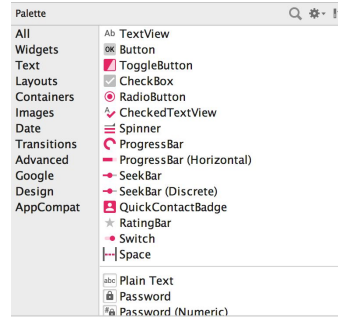 Palette
All
Widgets
Text
Layouts
Containers
Images
Date
Transitions
Advanced
Google
Design
AppCompat
Ab TextView
OK Button
ToggleButton
CheckBox
RadioButton
CheckedTextView
Spinner
ProgressBar
ProgressBar (Horizontal)
SeekBar
SeekBar (Discrete)
QuickContactBadge
RatingBar
Switch
Space
abc Plain Text
Password
Password (Numeric)